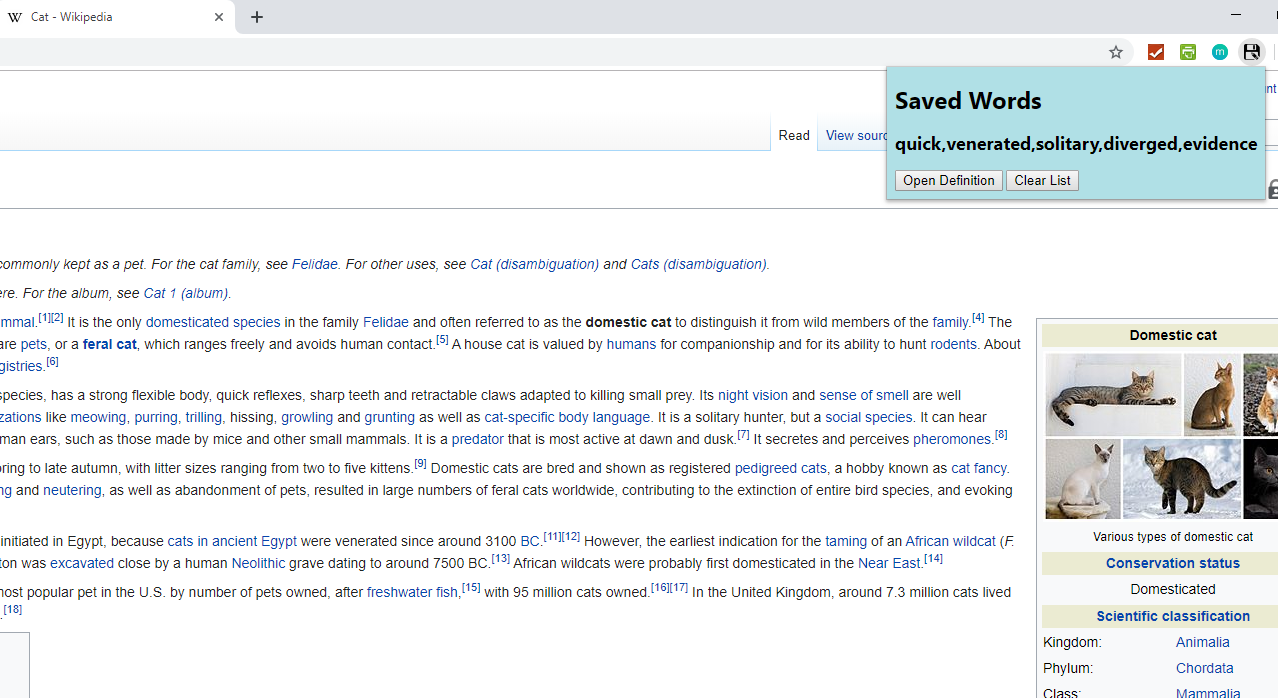 Cat - Wikipedia
m
Saved Words
quick,venerated,solitary,diverged,evidence
Open Definition Clear List
nt
Read View sourc
commonly kept as a pet. For the cat family, see Felidae. For other uses, see Cat (disambiguation) and Cats (disambiguation).
ere. For the album, see Cat 1 (album).
mmal.[1][2] It is the only domesticated species in the family Felidae and often referred to as the domestic cat to distinguish it from wild members of the family.[4] The
are pets, or a feral cat, which ranges freely and avoids human contact.[5] A house cat is valued by humans for companionship and for its ability to hunt rodents. About
gistries.[6]
species, has a strong flexible body, quick reflexes, sharp teeth and retractable claws adapted to killing small prey. Its night vision and sense of smell are well
zations like meowing, purring, trilling, hissing, growling and grunting as well as cat-specific body language. It is a solitary hunter, but a social species. It can hear
man ears, such as those made by mice and other small mammals. It is a predator that is most active at dawn and dusk.[7] It secretes and perceives pheromones.[8]
oring to late autumn, with litter sizes ranging from two to five kittens.[9] Domestic cats are bred and shown as registered pedigreed cats, a hobby known as cat fancy.
ng and neutering, as well as abandonment of pets, resulted in large numbers of feral cats worldwide, contributing to the extinction of entire bird species, and evoking
initiated in Egypt, because cats in ancient Egypt were venerated since around 3100 BC.[11][12] However, the earliest indication for the taming of an African wildcat (F.
ton was excavated close by a human Neolithic grave dating to around 7500 BC.[13] African wildcats were probably first domesticated in the Near East.[14]
most popular pet in the U.S. by number of pets owned, after freshwater fish,[15] with 95 million cats owned.[16][17] In the United Kingdom, around 7.3 million cats lived
.[18]
Domestic cat
Various types of domestic cat
Conservation status
Domesticated
Scientific classification
Kingdom: Animalia
Phylum: Chordata
Class: Mammalia